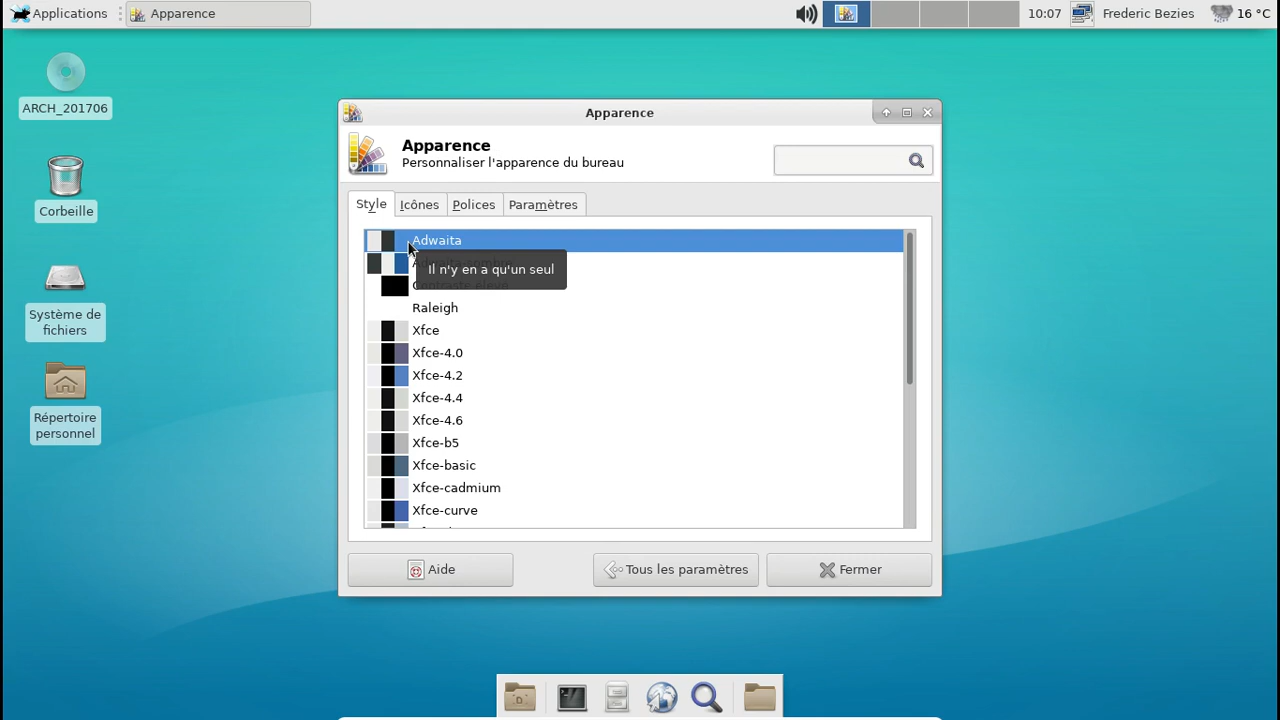 Applications
Apparence
10:07
Frederic Bezies
16 °C
ARCH_201706
Corbeille
Système de
fichiers
Répertoire
personnel
Apparence
Apparence
Personnaliser l'apparence du bureau
Style
Icônes
Polices
Paramètres
Adwaita
Il n'y en a qu'un seul
Raleigh
Xfce
Xfce-4.0
Xfce-4.2
Xfce-4.4
Xfce-4.6
Xfce-b5
Xfce-basic
Xfce-cadmium
Xfce-curve
Aide
Tous les paramètres
Fermer